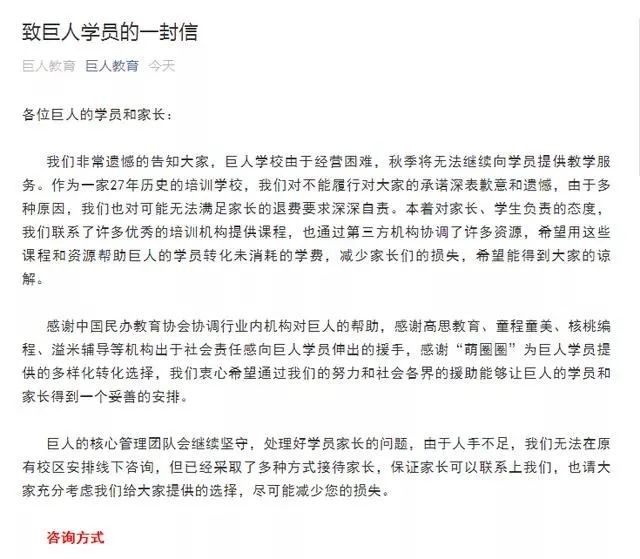 致巨人学员的一封信
巨人教育 巨人教育 今天
各位巨人的学员和家长：
我们非常遗憾的告知大家，巨人学校由于经营困难，秋季将无法继续向学员提供教学服
务。作为一家27年历史的培训学校，我们对不能履行对大家的承诺深表歉意和遗憾，由于多
种原因，我们也对可能无法满足家长的退费要求深深自责。本着对家长、学生负责的态度，
我们联系了许多优秀的培训机构提供课程，也通过第三方机构协调了许多资源，希望用这些
课程和资源帮助巨人的学员转化未消耗的学费，减少家长们的损失，希望能得到大家的谅
解。
感谢中国民办教育协会协调行业内机构对巨人的帮助，感谢高思教育、童程童美、核桃编
程、溢米辅导等机构出于社会责任感向巨人学员伸出的援手，感谢“萌圈圈”为巨人学员提
供的多样化转化选择，我们衷心希望通过我们的努力和社会各界的援助能够让巨人的学员和
家长得到一个妥善的安排。
巨人的核心管理团队会继续坚守，处理好学员家长的问题，由于人手不足，我们无法在原
有校区安排线下咨询，但已经采取了多种方式接待家长，保证家长可以联系上我们，也请大
家充分考虑我们给大家提供的选择，尽可能减少您的损失。
咨询方式